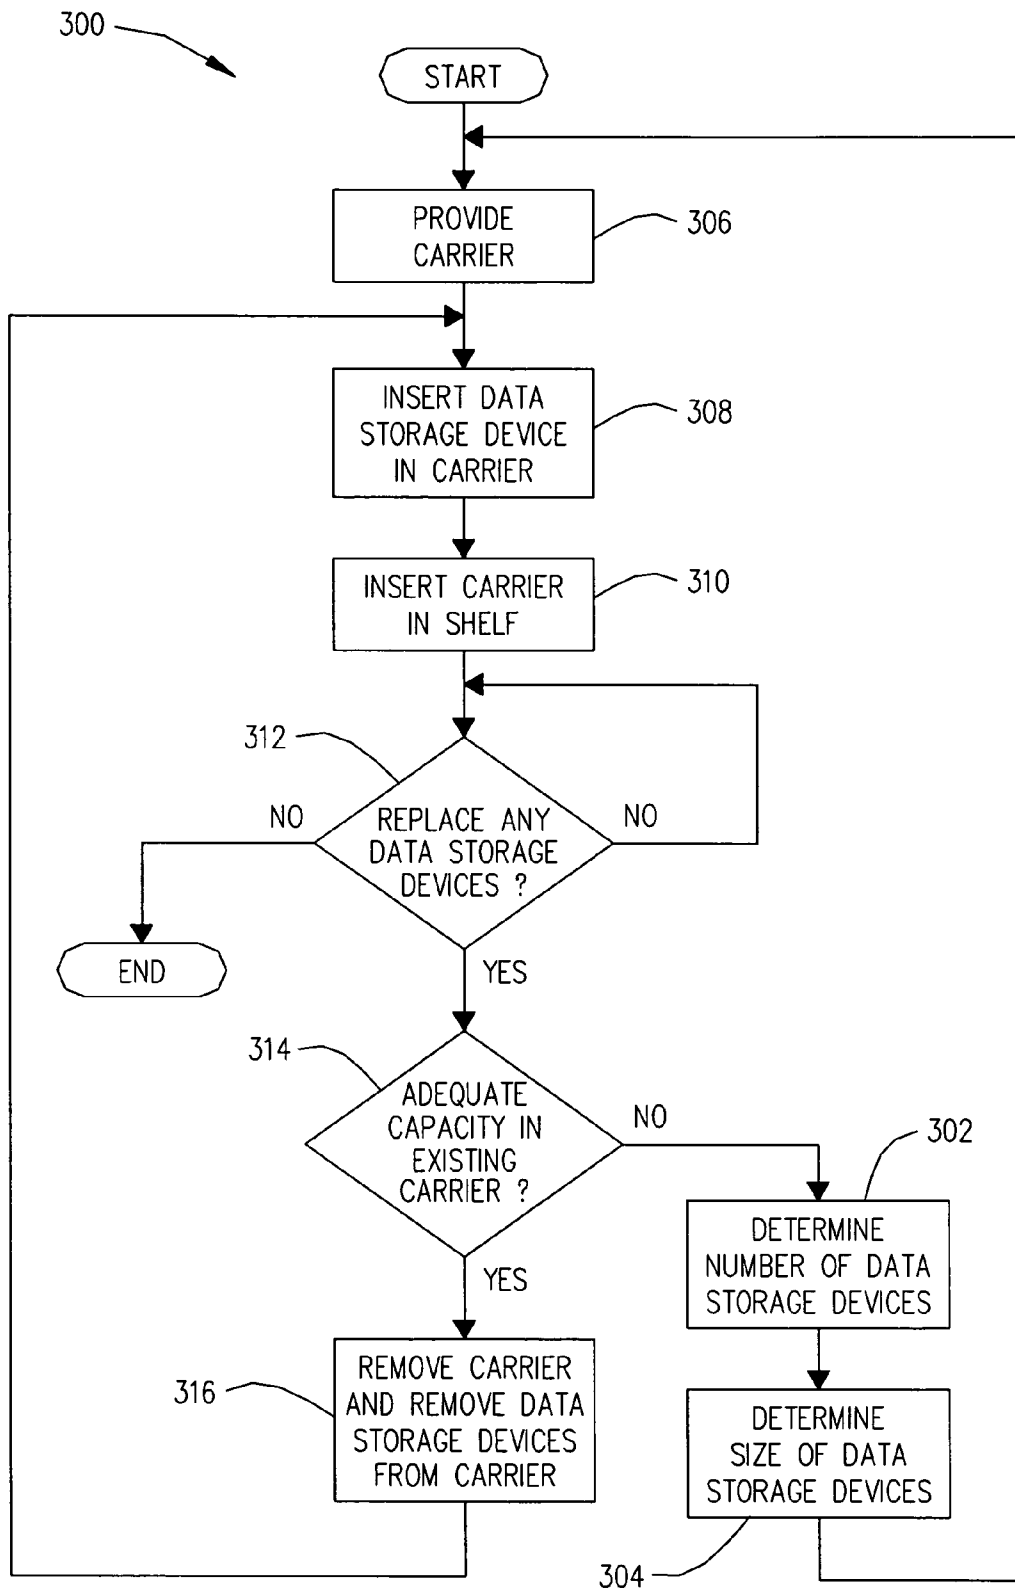 300
START
PROVIDE
CARRIER
306
INSERT DATA
STORAGE DEVICE
IN CARRIER
308
INSERT CARRIER
IN SHELF
310
312
NO
REPLACE ANY
DATA STORAGE
DEVICES ?
NO
END
YES
314
ADEQUATE
CAPACITY IN
EXISTING
CARRIER ?
NO
302
DETERMINE
NUMBER OF DATA
STORAGE DEVICES
YES
316
REMOVE CARRIER
AND REMOVE DATA
STORAGE DEVICES
FROM CARRIER
DETERMINE
SIZE OF DATA
STORAGE DEVICES
304